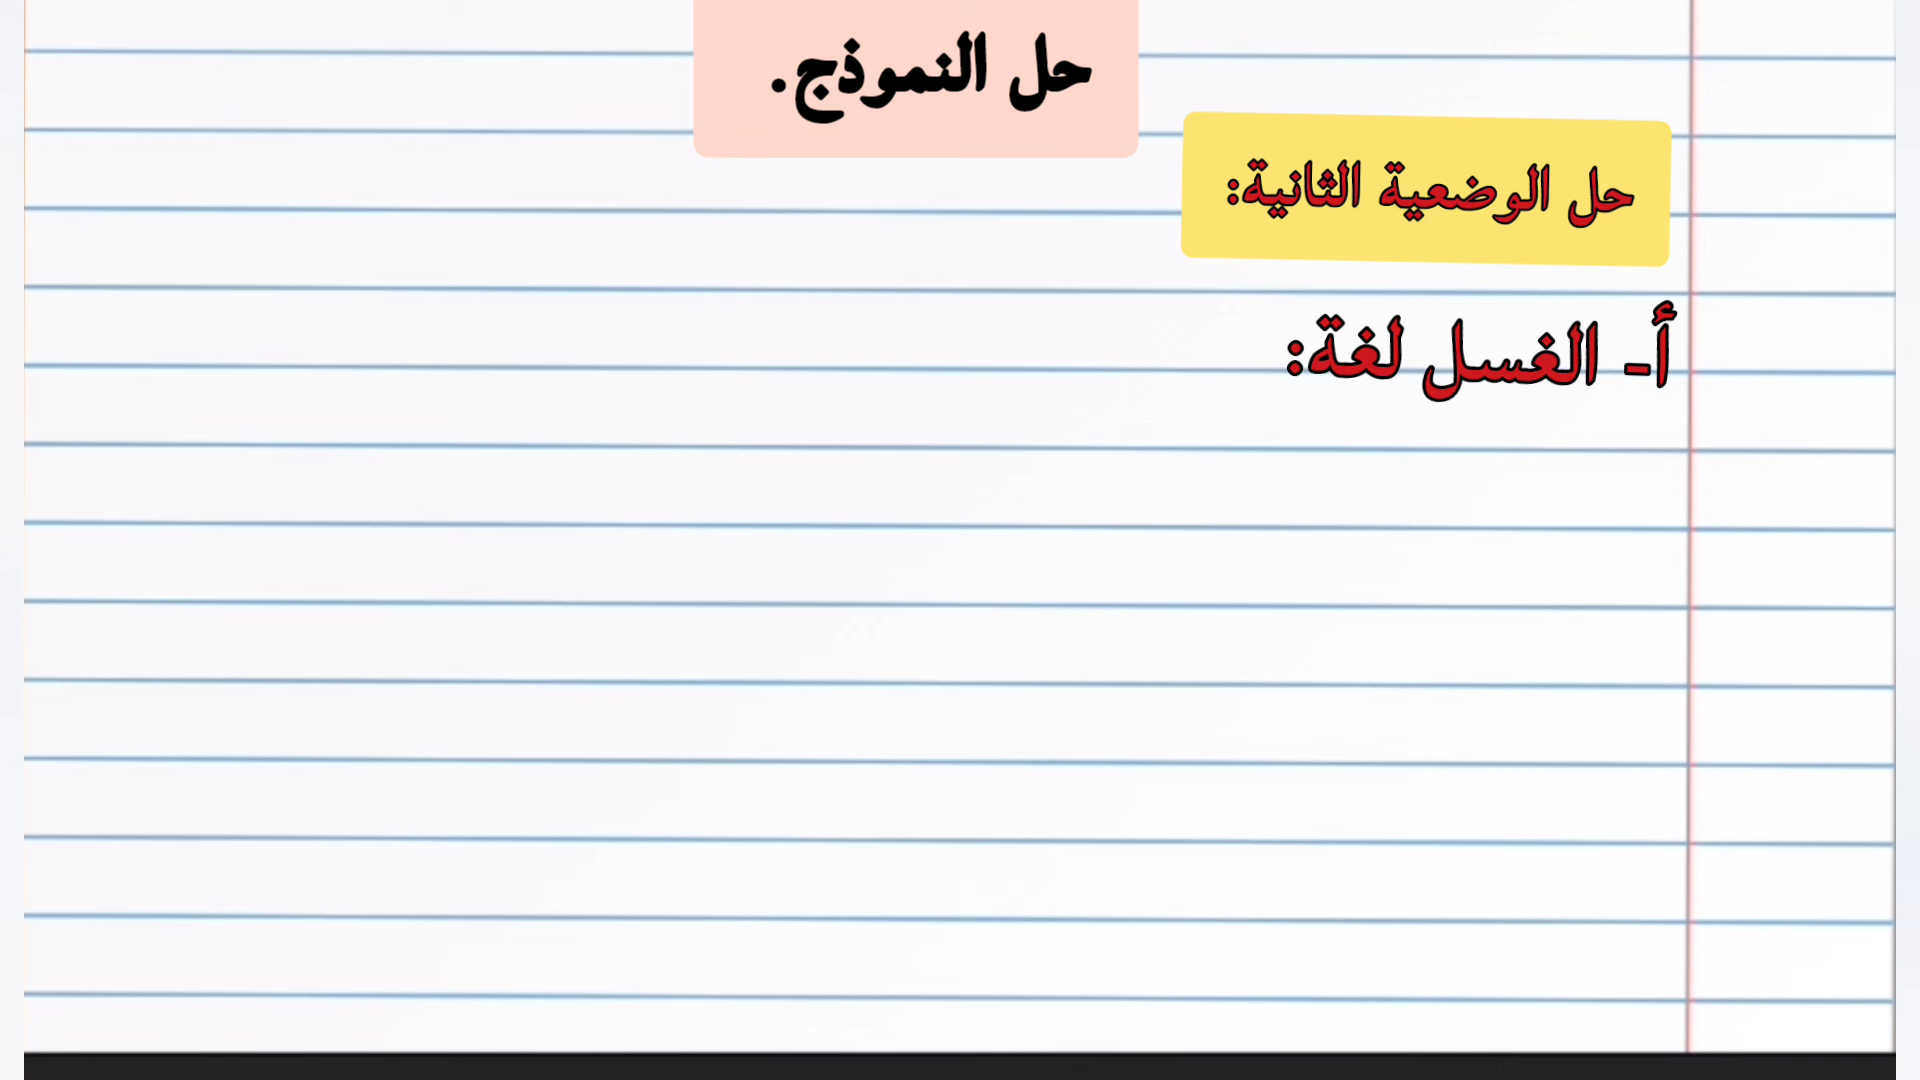 حل النموذج.
حل الوضعية الثانية:
أ- الغسل لغة: